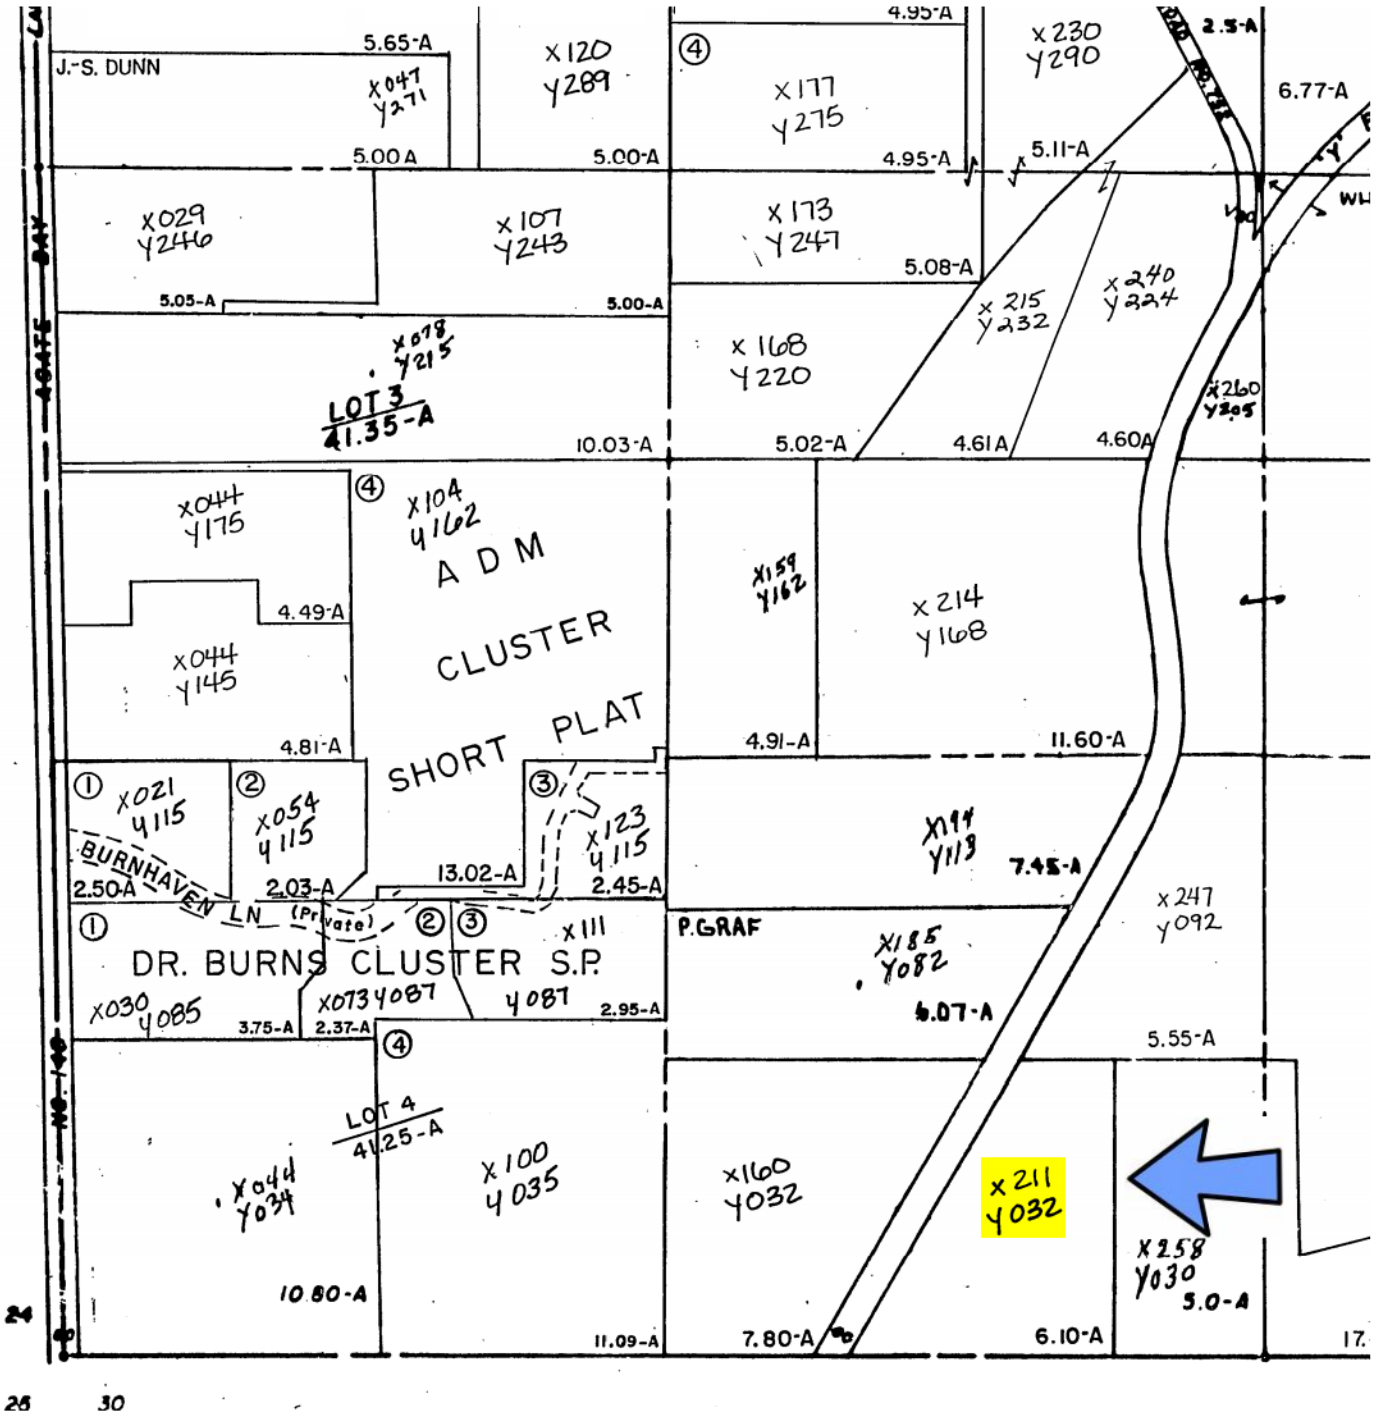 4.95-A
5.65-A
J.-S. DUNN
X047
Y271
5.00 A
X120
Y289
5.00-A
4
X177
Y275
4.95-A
X230
Y290
5.11-A
2.5-A
6.77-A
"Y"
X029
Y246
5.05-A
X107
Y243
5.00-A
X173
Y247
5.08-A
X215
Y232
X240
Y224
BAY
AGATE
X078
Y215
LOT 3
41.35-A
10.03-A
X168
Y220
5.02-A
4.61A
4.60A
X260
Y205
X044
Y175
4.49-A
4
X104
Y162
ADM
CLUSTER
SHORT PLAT
X159
Y162
4.91-A
X214
Y168
11.60-A
X044
Y145
4.81-A
1
X021
Y115
2.50-A
2
X054
Y115
2.03-A
13.02-A
3
X123
Y115
2.45-A
X194
Y113
7.45-A
BURNHAVEN LN (Private)
1
2
3
DR. BURNS CLUSTER S.P.
X030
Y085
3.75-A
X073 Y087
2.37-A
X111
Y087
2.95-A
P.GRAF
X185
Y082
6.07-A
X247
Y092
5.55-A
4
LOT 4
41.25-A
X044
Y034
10.80-A
X100
Y035
11.09-A
X160
Y032
7.80-A
X211
Y032
6.10-A
X258
Y030
5.0-A
17.
24
25
30